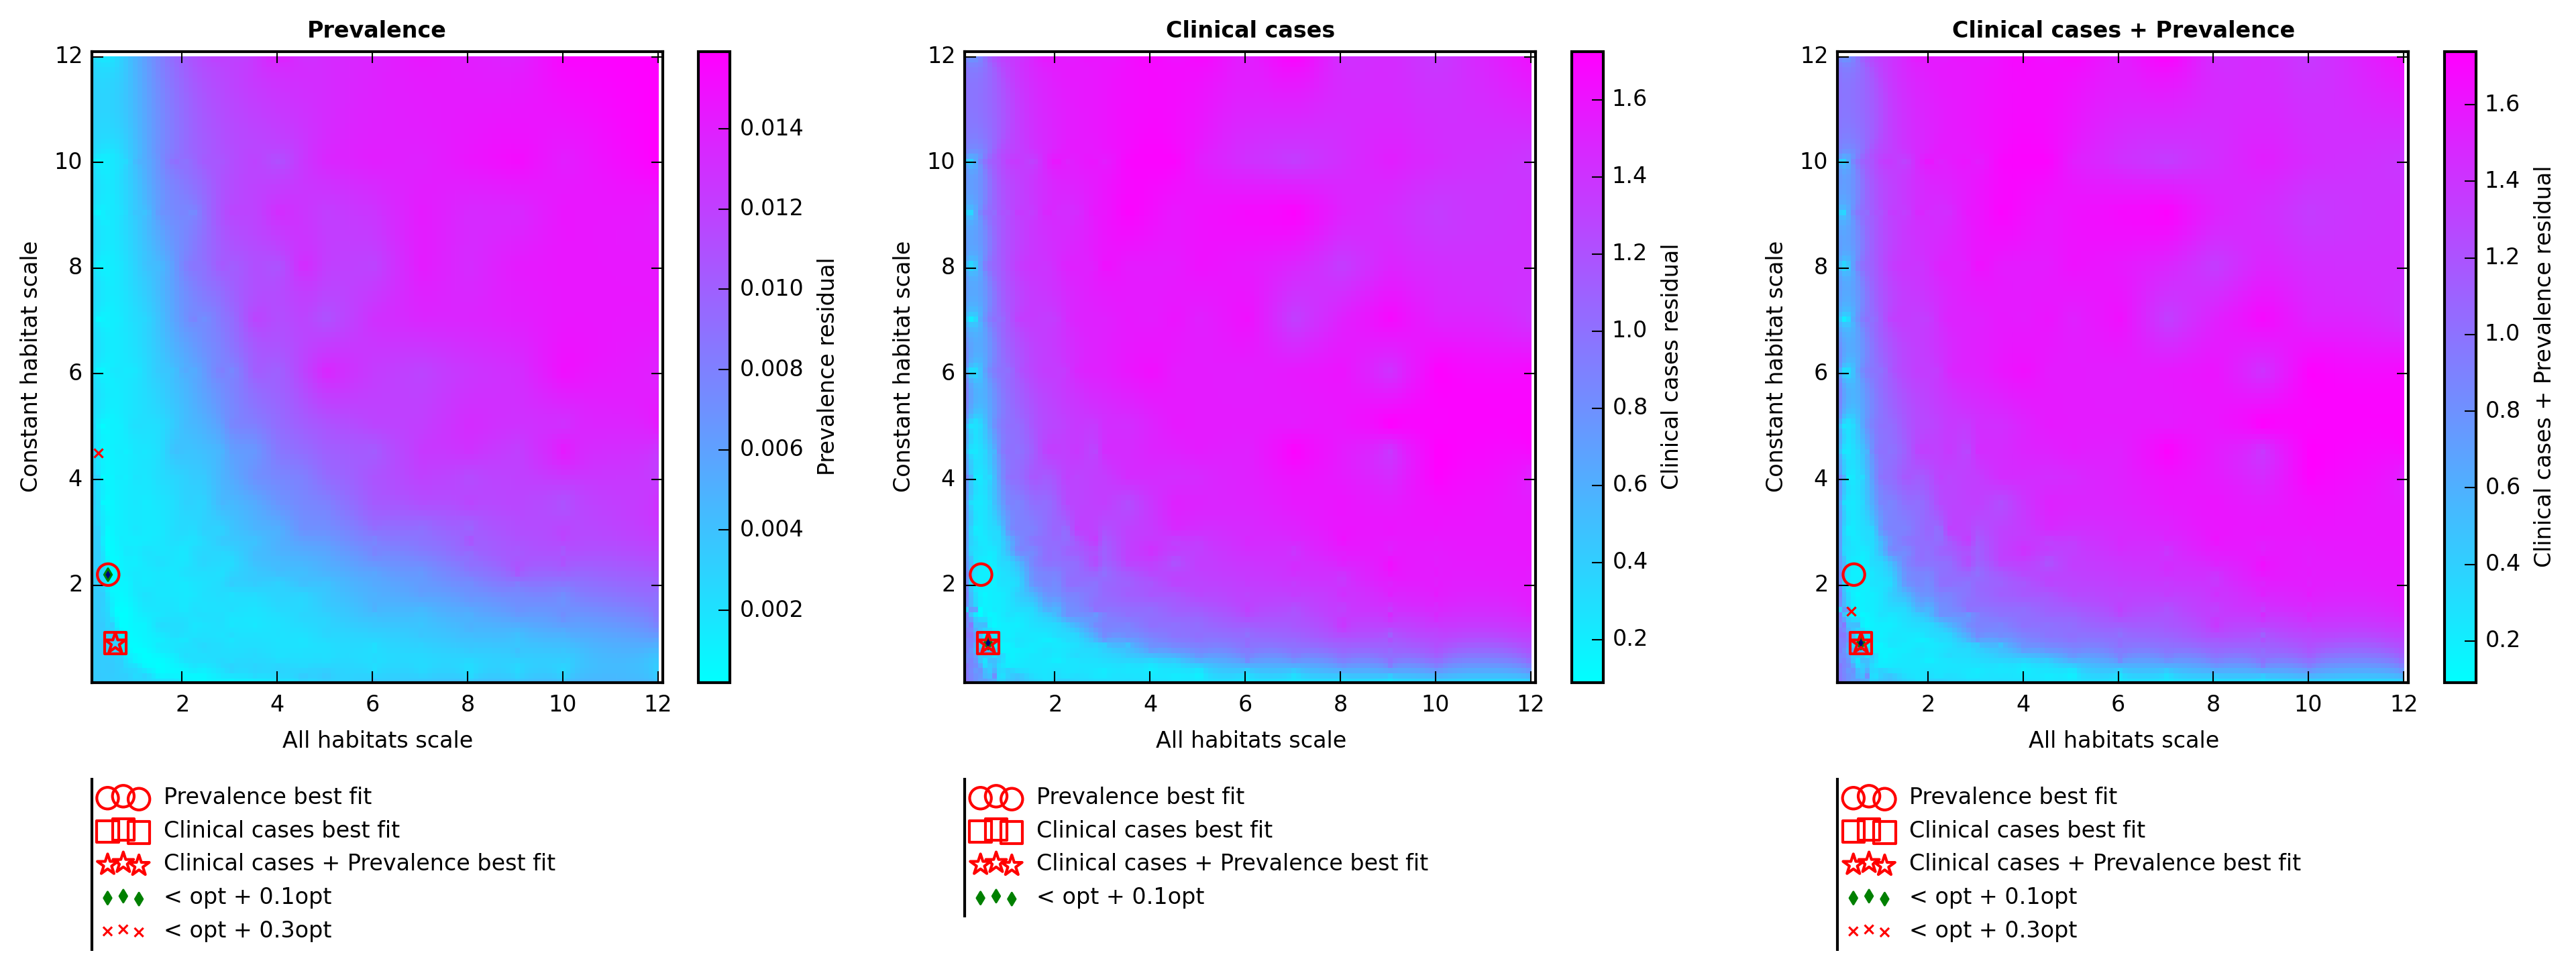 Prevalence
12
10
8
6
4
2
2 4 6 8 10 12
Constant habitat scale
All habitats scale
0.014
0.012
0.010
0.008
0.006
0.004
0.002
Prevalence residual
Prevalence best fit
Clinical cases best fit
Clinical cases + Prevalence best fit
< opt + 0.1opt
< opt + 0.3opt
Clinical cases
12
10
8
6
4
2
2 4 6 8 10 12
Constant habitat scale
All habitats scale
1.6
1.4
1.2
1.0
0.8
0.6
0.4
0.2
Clinical cases residual
Prevalence best fit
Clinical cases best fit
Clinical cases + Prevalence best fit
< opt + 0.1opt
Clinical cases + Prevalence
12
10
8
6
4
2
2 4 6 8 10 12
Constant habitat scale
All habitats scale
1.6
1.4
1.2
1.0
0.8
0.6
0.4
0.2
Clinical cases + Prevalence residual
Prevalence best fit
Clinical cases best fit
Clinical cases + Prevalence best fit
< opt + 0.1opt
< opt + 0.3opt